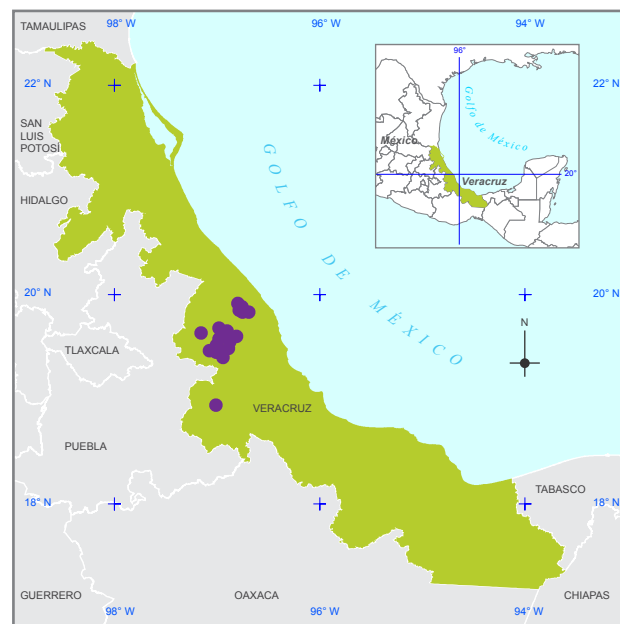 98° W
96° W
94° W
TAMAULIPAS
22° N
22° N
SAN
LUIS
POTOSÍ
HIDALGO
96°
Golfo de México
México
20°
Veracruz
GOLFO DE MÉXICO
20° N
20° N
N
TLAXCALA
VERACRUZ
PUEBLA
TABASCO
18° N
18° N
GUERRERO
OAXACA
CHIAPAS
98° W
96° W
94° W